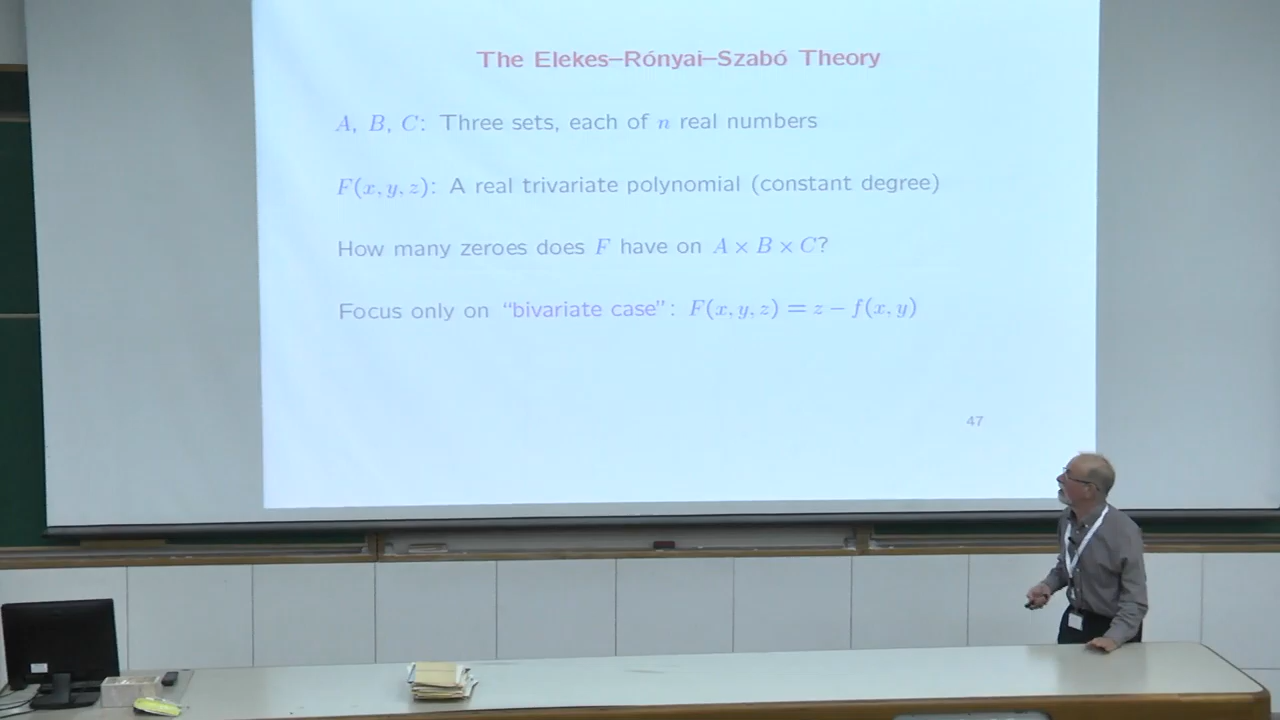 The Elekes–Rónyai–Szabó Theory
A, B, C: Three sets, each of n real numbers
F(x, y, z): A real trivariate polynomial (constant degree)
How many zeroes does F have on A × B × C?
Focus only on “bivariate case”: F(x, y, z) = z − f(x, y)
47